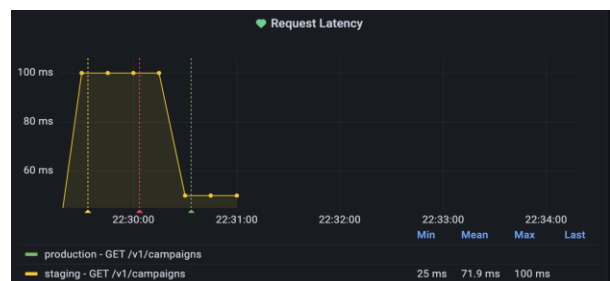 Request Latency
100 ms
80 ms
60 ms
22:30:00 22:31:00 22:32:00 22:33:00 22:34:00
Min Mean Max Last
production - GET /v1/campaigns
staging - GET /v1/campaigns 25 ms 71.9 ms 100 ms